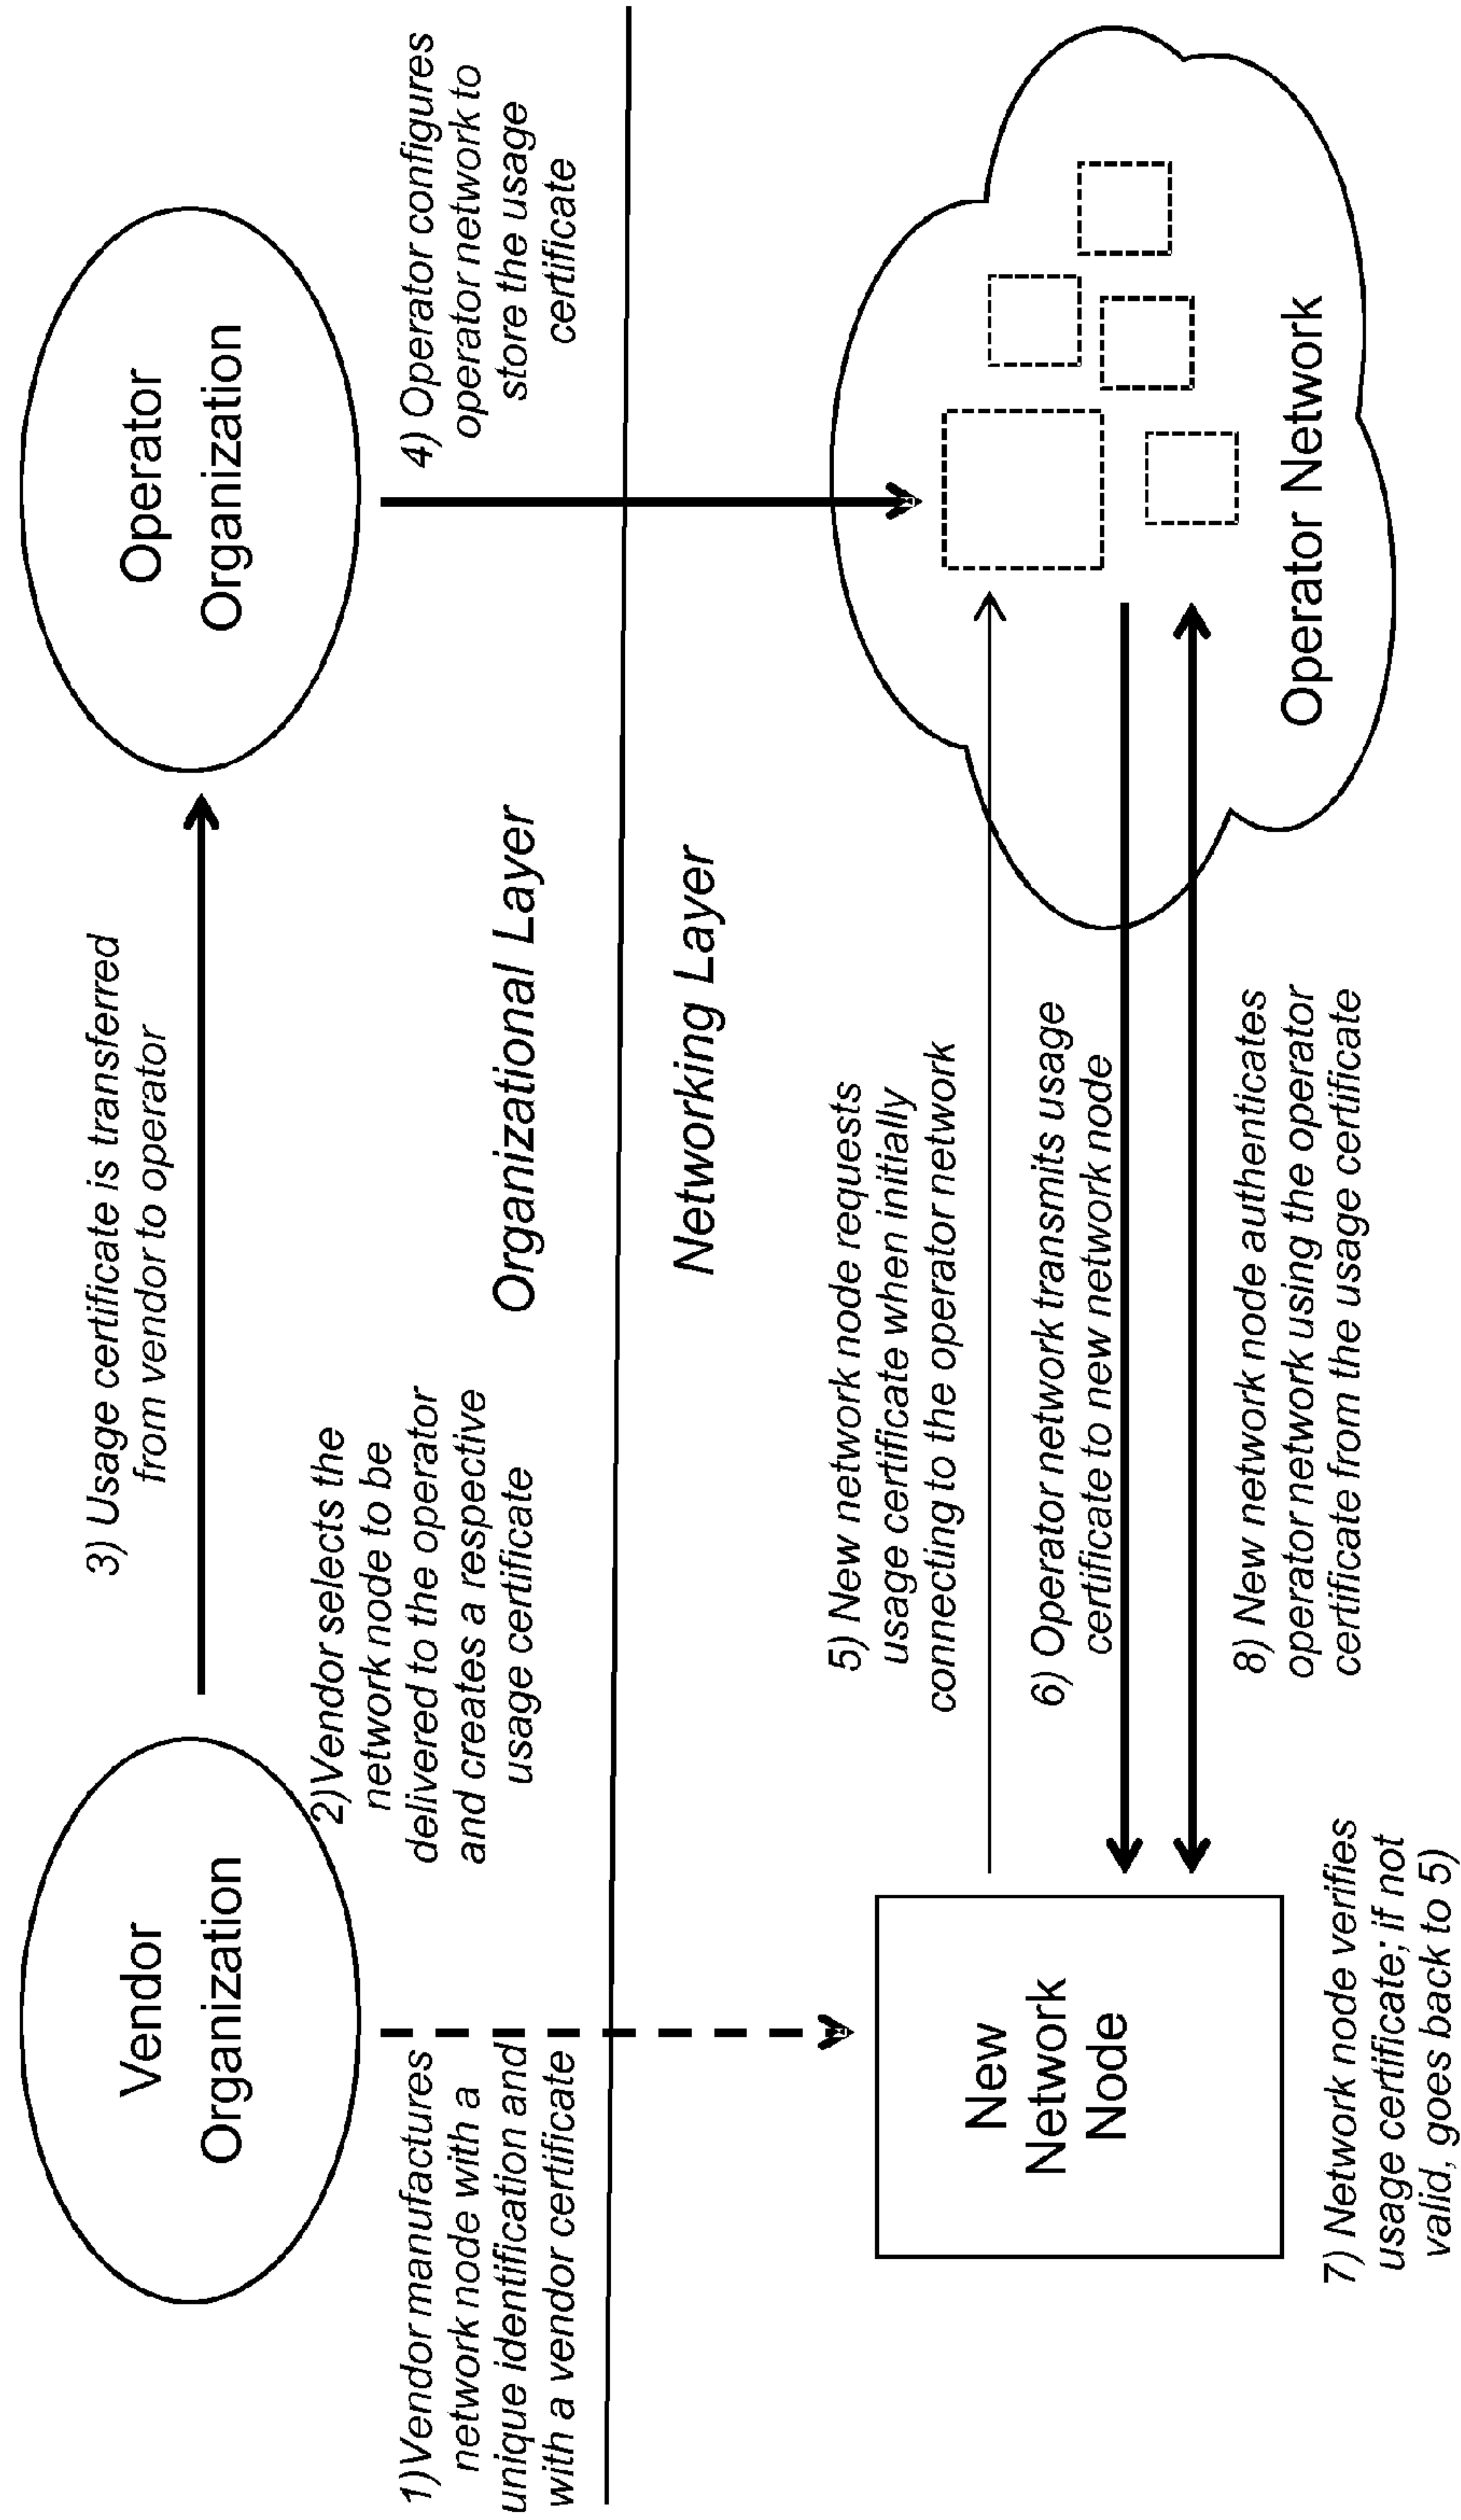 Vendor
Organization
3) Usage certificate is transferred
from vendor to operator
Operator
Organization
1)Vendor manufactures
network node with a
unique identification and
with a vendor certificate
2)Vendor selects the
network node to be
delivered to the operator
and creates a respective
usage certificate
4) Operator configures
operator network to
store the usage
certificate
Organizational Layer
Networking Layer
New
Network
Node
5) New network node requests
usage certificate when initially
connecting to the operator network
6) Operator network transmits usage
certificate to new network node
Operator Network
7) Network node verifies
usage certificate; if not
valid, goes back to 5)
8) New network node authenticates
operator network using the operator
certificate from the usage certificate